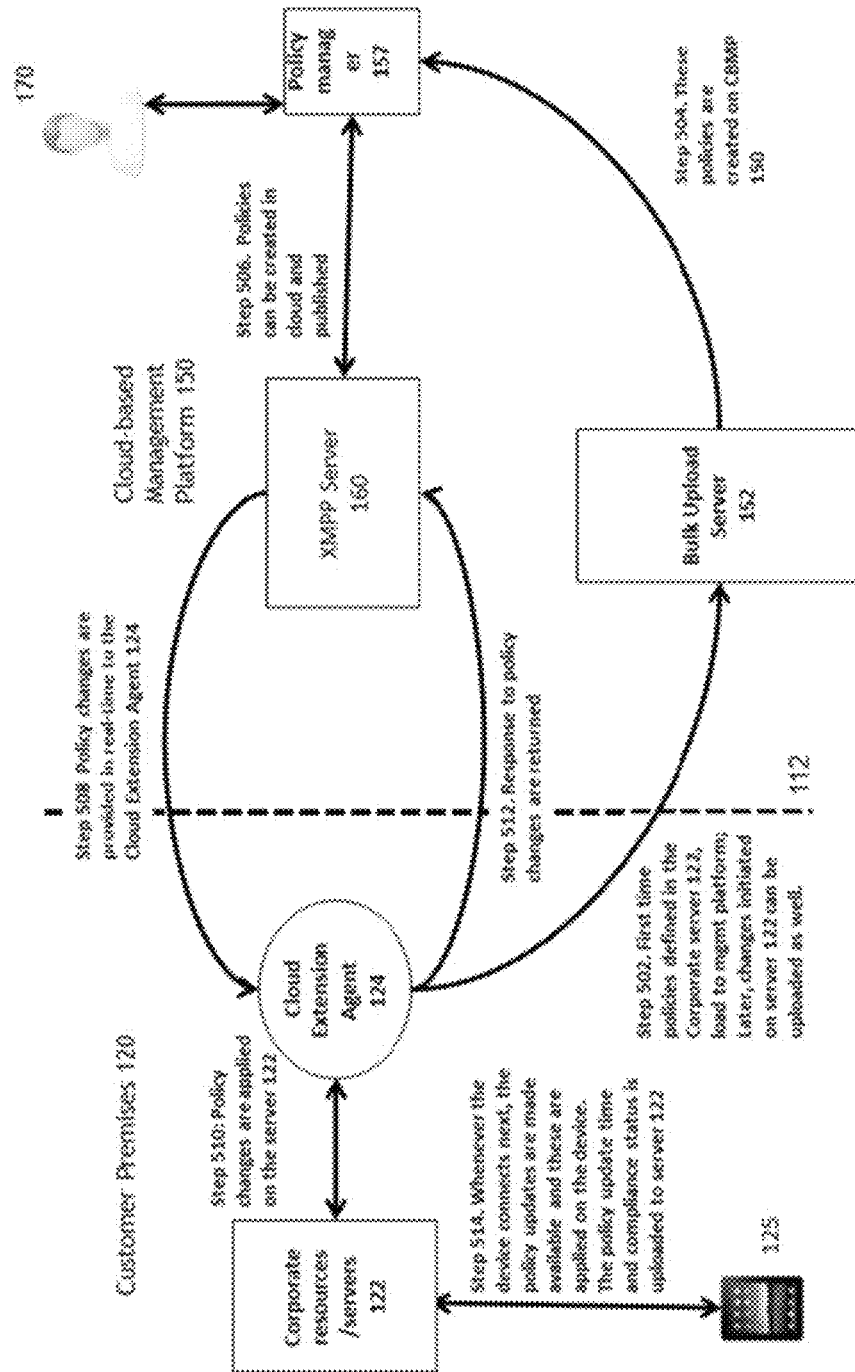 Customer Premises 120
Cloud-based
Management
Platform 150
170
Step 508 Policy changes are
provided in real-time to the
Cloud Extension Agent 124
Step 510: Policy
changes are applied
on the server 122
Corporate
resources
/servers
122
Cloud
Extension
Agent
124
XMPP Server
160
Step 506. Policies
can be created in
cloud and
published
Policy
manag
er
157
Step 514. Whenever the
device connects next, the
policy updates are made
available and these are
applied on the device.
The policy update time
and compliance status is
uploaded to server 122
Step 512. Response to policy
changes are returned
125
Step 502. First time
policies defined in the
Corporate server 122,
load to mgmt platform;
Later, changes initiated
on server 122 can be
uploaded as well.
112
Bulk Upload
Server
152
Step 504. These
policies are
created on CBMP
150